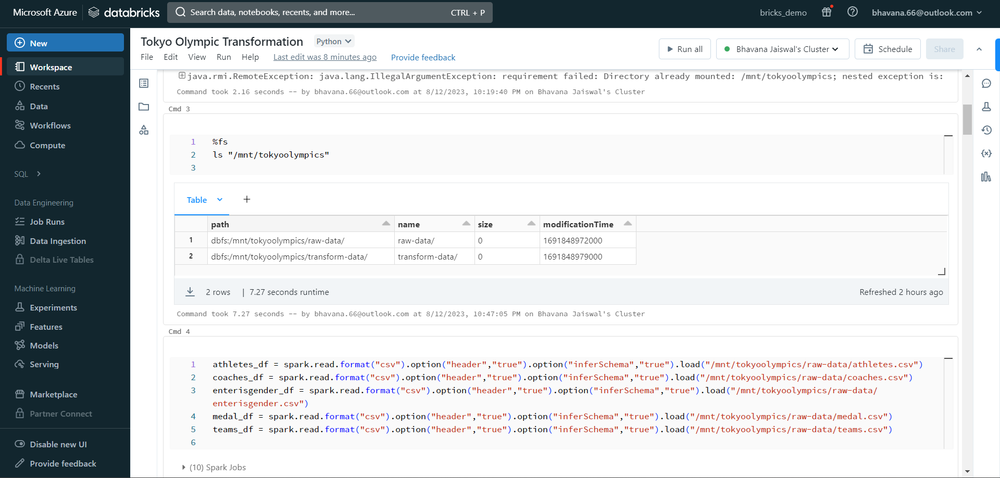 Microsoft Azure databricks Search data, notebooks, recents, and more... CTRL + P bricks_demo bhavana.66@outlook.com
New
Workspace
Recents
Data
Workflows
Compute
SQL
Data Engineering
Job Runs
Data Ingestion
Delta Live Tables
Machine Learning
Experiments
Features
Models
Serving
Marketplace
Partner Connect
Disable new UI
Provide feedback
Tokyo Olympic Transformation Python
File Edit View Run Help Last edit was 8 minutes ago Provide feedback
Run all Bhavana Jaiswal's Cluster Schedule Share
java.rmi.RemoteException: java.lang.IllegalArgumentException: requirement failed: Directory already mounted: /mnt/tokyoolympics; nested exception is:
Command took 2.16 seconds -- by bhavana.66@outlook.com at 8/12/2023, 10:19:40 PM on Bhavana Jaiswal's Cluster
Cmd 3
1 %fs
2 ls "/mnt/tokyoolympics"
3
Table +
path name size modificationTime
1 dbfs:/mnt/tokyoolympics/raw-data/ raw-data/ 0 1691848972000
2 dbfs:/mnt/tokyoolympics/transform-data/ transform-data/ 0 1691848979000
2 rows | 7.27 seconds runtime Refreshed 2 hours ago
Command took 7.27 seconds -- by bhavana.66@outlook.com at 8/12/2023, 10:47:05 PM on Bhavana Jaiswal's Cluster
Cmd 4
1 athletes_df = spark.read.format("csv").option("header","true").option("inferSchema","true").load("/mnt/tokyoolympics/raw-data/athletes.csv")
2 coaches_df = spark.read.format("csv").option("header","true").option("inferSchema","true").load("/mnt/tokyoolympics/raw-data/coaches.csv")
3 enterisgender_df = spark.read.format("csv").option("header","true").option("inferSchema","true").load("/mnt/tokyoolympics/raw-data/
enterisgender.csv")
4 medal_df = spark.read.format("csv").option("header","true").option("inferSchema","true").load("/mnt/tokyoolympics/raw-data/medal.csv")
5 teams_df = spark.read.format("csv").option("header","true").option("inferSchema","true").load("/mnt/tokyoolympics/raw-data/teams.csv")
6
(10) Spark Jobs